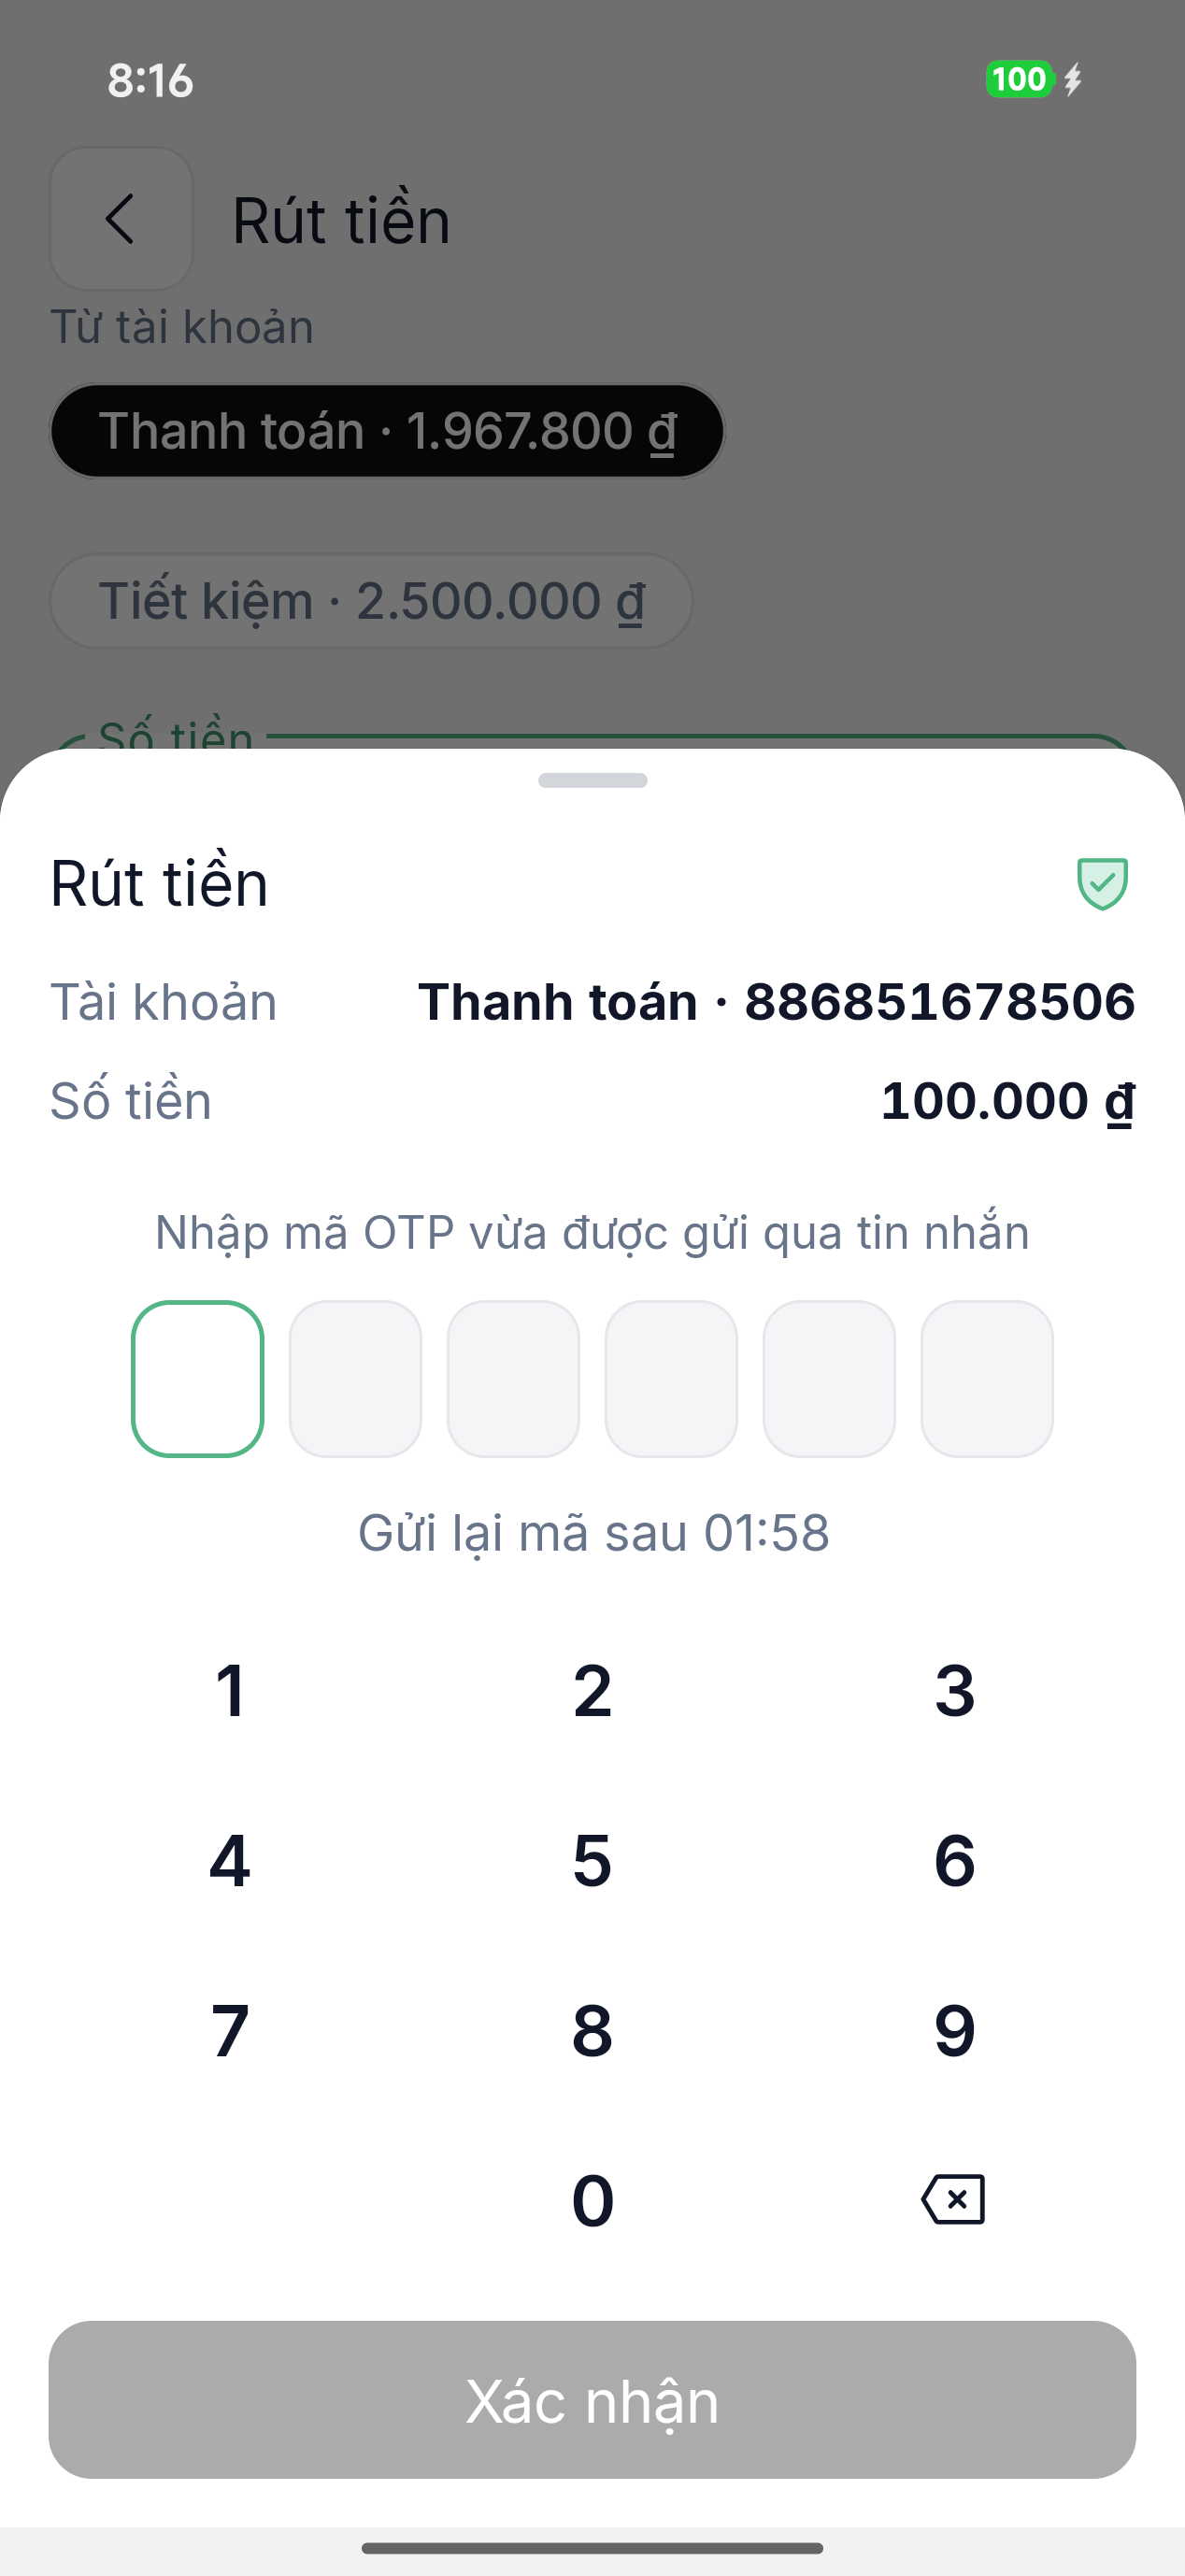 8:16
100
Rút tiền
Từ tài khoản
Thanh toán · 1.967.800 ₫
Tiết kiệm · 2.500.000 ₫
Số tiền
Rút tiền
Tài khoản Thanh toán · 886851678506
Số tiền 100.000 ₫
Nhập mã OTP vừa được gửi qua tin nhắn
Gửi lại mã sau 01:58
1 2 3
4 5 6
7 8 9
0
Xác nhận